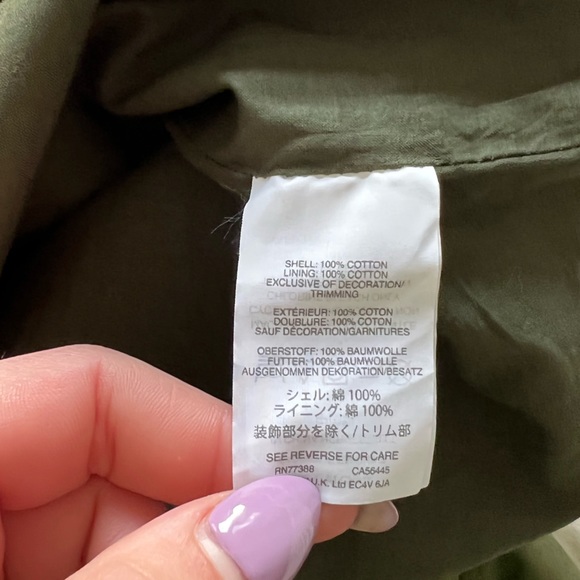 SHELL: 100% COTTON
LINING: 100% COTTON
EXCLUSIVE OF DECORATION/
TRIMMING
EXTÉRIEUR: 100% COTON
DOUBLURE: 100% COTON
SAUF DÉCORATION/GARNITURES
OBERSTOFF: 100% BAUMWOLLE
FUTTER: 100% BAUMWOLLE
AUSGENOMMEN DEKORATION/BESATZ
シェル: 綿 100%
ライニング: 綿 100%
装飾部分を除く/トリム部
SEE REVERSE FOR CARE
RN77388 CA56445
U.K. Ltd EC4V 6JA